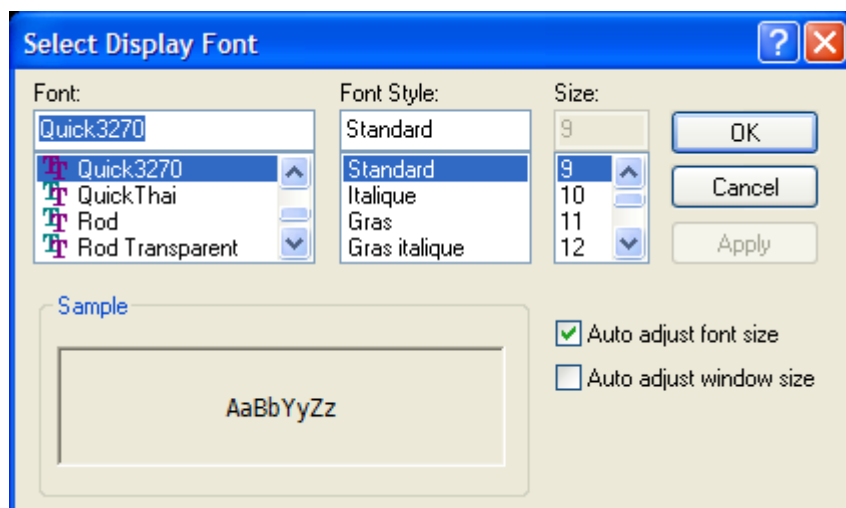 Select Display Font
Font:
Font Style:
Size:
Quick3270
Standard
9
OK
Quick3270
Standard
9
QuickThai
Italique
10
Cancel
Rod
Gras
11
Rod Transparent
Gras italique
12
Apply
Sample
Auto adjust font size
Auto adjust window size
AaBbYyZz